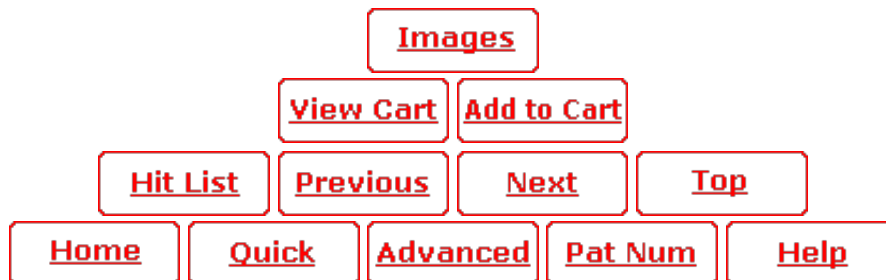 Images
View Cart Add to Cart
Hit List Previous Next Top
Home Quick Advanced Pat Num Help